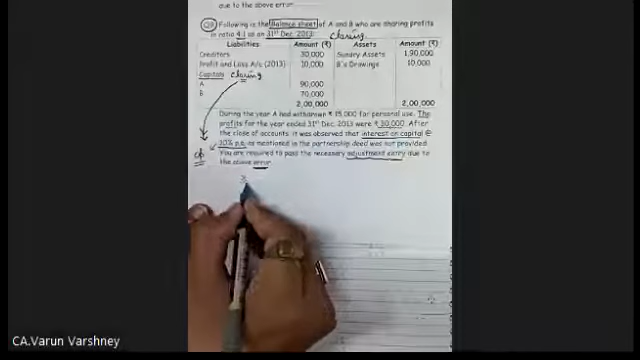 due to the above error
Q9 Following is the Balance sheet of A and B who are sharing profits
in ratio 4:1 As on 31st Dec. 2013: closing
Liabilities Amount (₹) Assets Amount (₹)
Creditors 30,000 Sundry Assets 1,90,000
Profit and Loss A/c (2013) 10,000 B's Drawings 10,000
Capitals closing
A 90,000
B 70,000
2,00,000 2,00,000
During the year A had withdrawn ₹ 15,000 for personal use. The
profits for the year ended 31st Dec. 2013 were ₹ 30,000. After
the close of accounts, it was observed that interest on capital @
10% p.a. as mentioned in the partnership deed was not provided.
You are required to pass the necessary adjustment entry due to
the above error.
CA.Varun Varshney